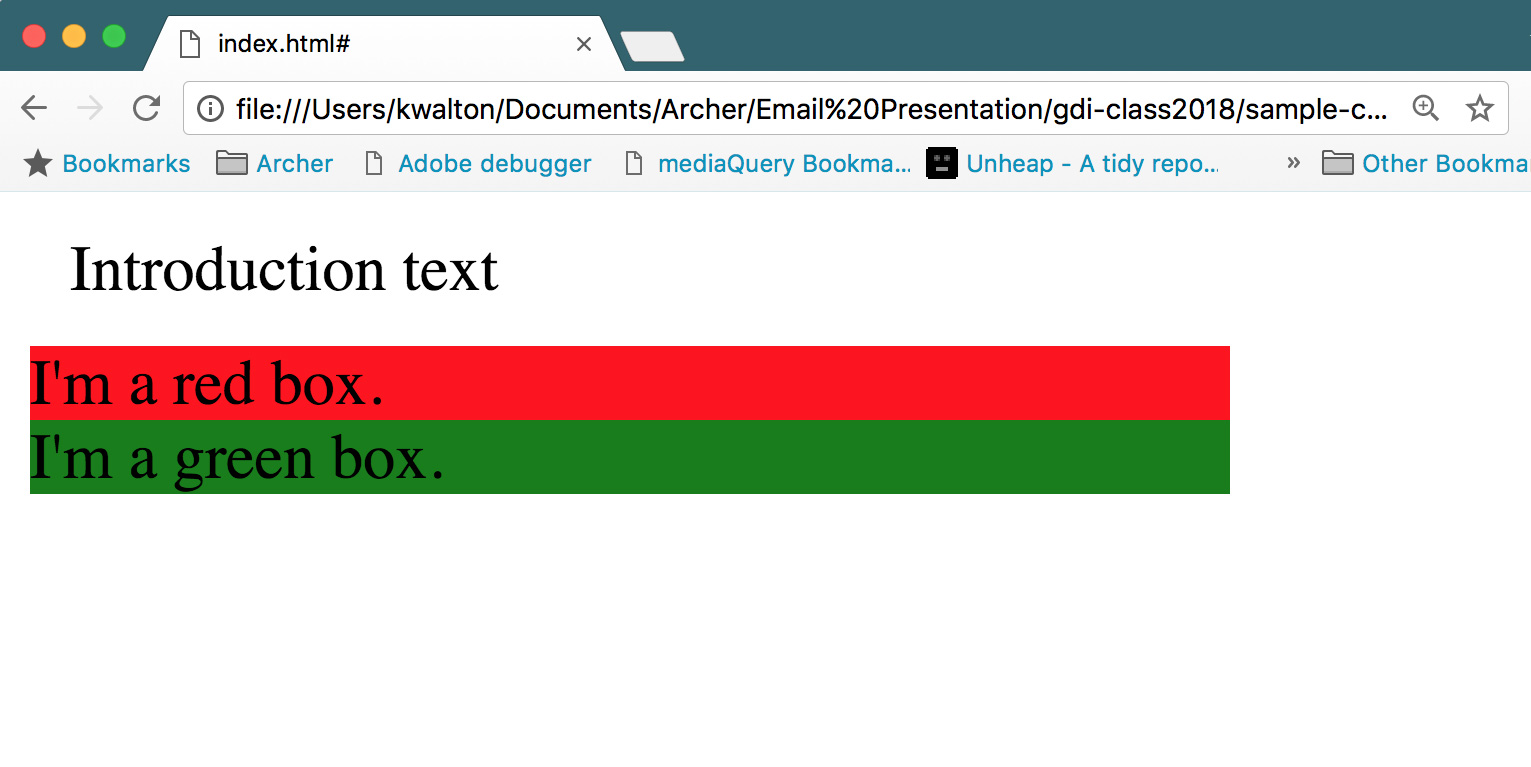 index.html#
file:///Users/kwalton/Documents/Archer/Email%20Presentation/gdi-class2018/sample-c...
Bookmarks Archer Adobe debugger mediaQuery Bookma... Unheap - A tidy repo... » Other Bookma
Introduction text
I'm a red box.
I'm a green box.